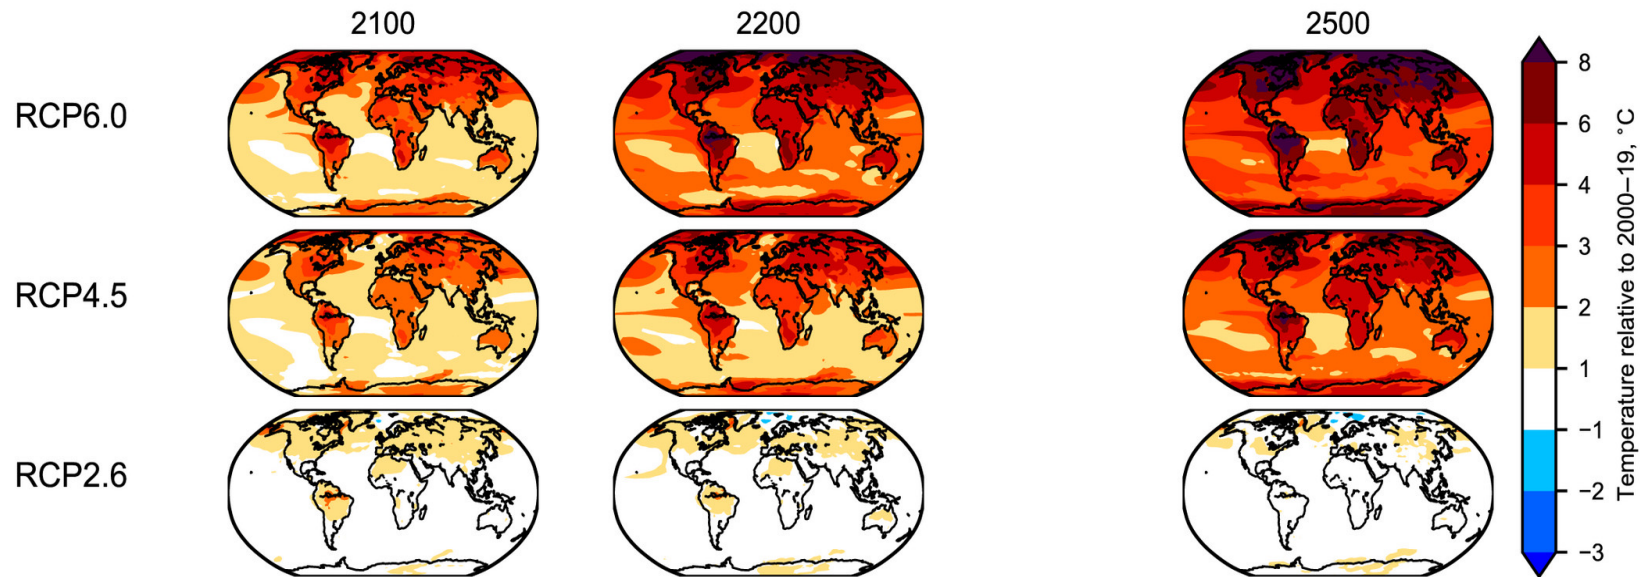 2100 2200 2500
RCP6.0
RCP4.5
RCP2.6
8
6
4
3
2
1
−1
−2
−3
Temperature relative to 2000–19, °C